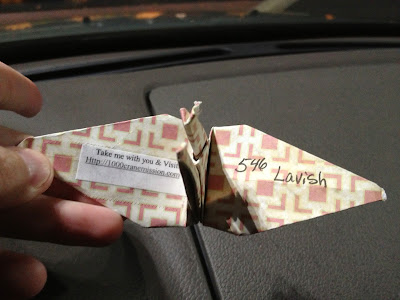 Take me with you & Visit
Http://1000cranemission.com
546
Lavish